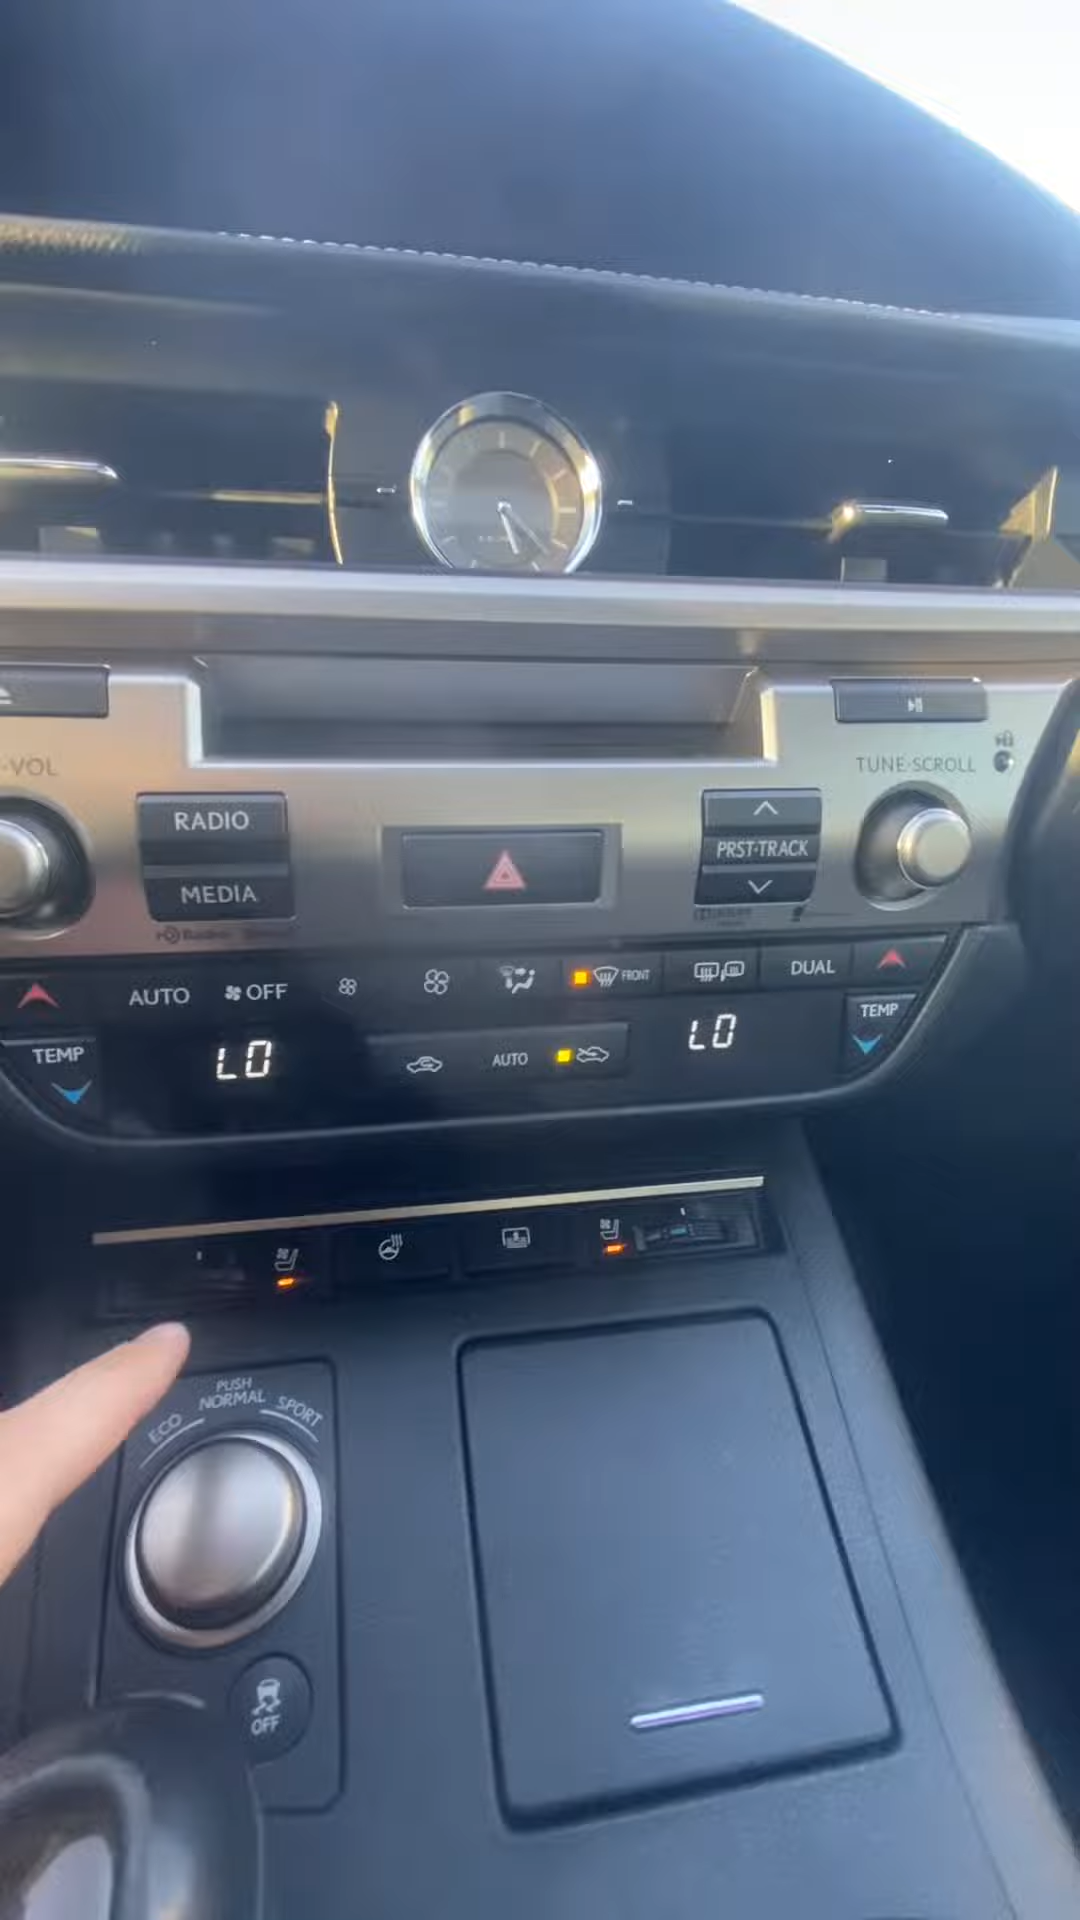 ·VOL
TUNE·SCROLL
RADIO
MEDIA
PRST·TRACK
AUTO
OFF
FRONT
DUAL
TEMP
LO
AUTO
LO
TEMP
PUSH
ECO
NORMAL
SPORT
OFF